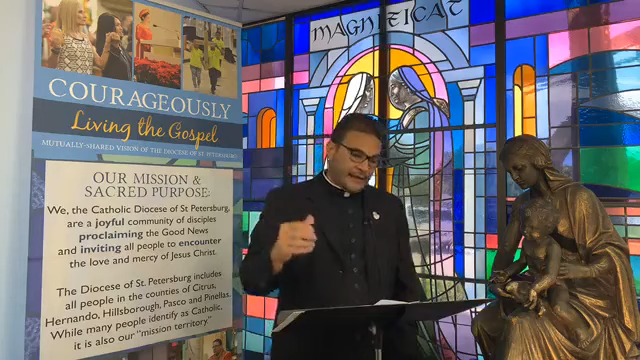 MAGNIFICAT
COURAGEOUSLY
Living the Gospel
MUTUALLY-SHARED VISION OF THE DIOCESE OF ST. PETERSBURG
OUR MISSION &
SACRED PURPOSE:
We, the Catholic Diocese of St Petersburg,
are a joyful community of disciples
proclaiming the Good News
and inviting all people to encounter
the love and mercy of Jesus Christ.
The Diocese of St. Petersburg includes
all people in the counties of Citrus,
Hernando, Hillsborough, Pasco and Pinellas.
While many people identify as Catholic,
it is also our "mission territory."